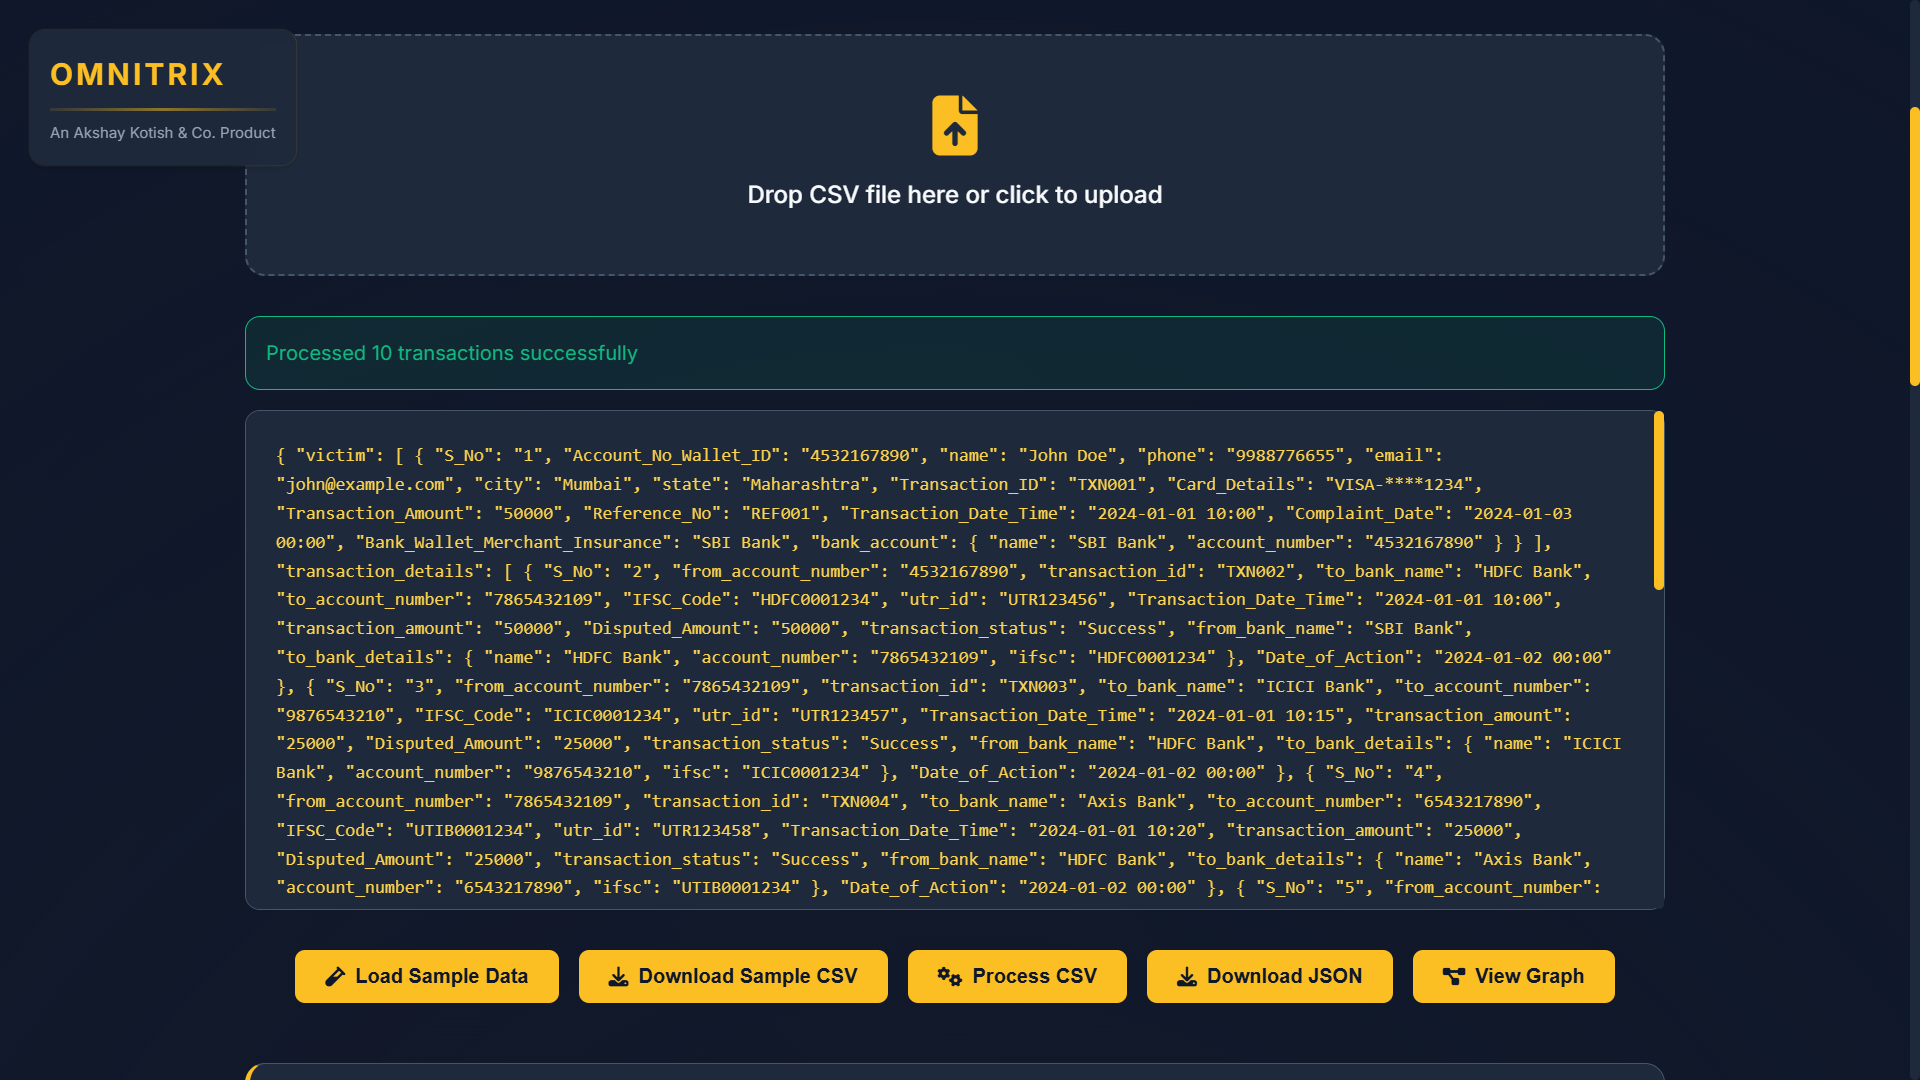 OMNITRIX
An Akshay Kotish & Co. Product
Drop CSV file here or click to upload
Processed 10 transactions successfully
{ "victim": [ { "S_No": "1", "Account_No_Wallet_ID": "4532167890", "name": "John Doe", "phone": "9988776655", "email":
"john@example.com", "city": "Mumbai", "state": "Maharashtra", "Transaction_ID": "TXN001", "Card_Details": "VISA-****1234",
"Transaction_Amount": "50000", "Reference_No": "REF001", "Transaction_Date_Time": "2024-01-01 10:00", "Complaint_Date": "2024-01-03
00:00", "Bank_Wallet_Merchant_Insurance": "SBI Bank", "bank_account": { "name": "SBI Bank", "account_number": "4532167890" } } ],
"transaction_details": [ { "S_No": "2", "from_account_number": "4532167890", "transaction_id": "TXN002", "to_bank_name": "HDFC Bank",
"to_account_number": "7865432109", "IFSC_Code": "HDFC0001234", "utr_id": "UTR123456", "Transaction_Date_Time": "2024-01-01 10:00",
"transaction_amount": "50000", "Disputed_Amount": "50000", "transaction_status": "Success", "from_bank_name": "SBI Bank",
"to_bank_details": { "name": "HDFC Bank", "account_number": "7865432109", "ifsc": "HDFC0001234" }, "Date_of_Action": "2024-01-02 00:00"
}, { "S_No": "3", "from_account_number": "7865432109", "transaction_id": "TXN003", "to_bank_name": "ICICI Bank", "to_account_number":
"9876543210", "IFSC_Code": "ICIC0001234", "utr_id": "UTR123457", "Transaction_Date_Time": "2024-01-01 10:15", "transaction_amount":
"25000", "Disputed_Amount": "25000", "transaction_status": "Success", "from_bank_name": "HDFC Bank", "to_bank_details": { "name": "ICICI
Bank", "account_number": "9876543210", "ifsc": "ICIC0001234" }, "Date_of_Action": "2024-01-02 00:00" }, { "S_No": "4",
"from_account_number": "7865432109", "transaction_id": "TXN004", "to_bank_name": "Axis Bank", "to_account_number": "6543217890",
"IFSC_Code": "UTIB0001234", "utr_id": "UTR123458", "Transaction_Date_Time": "2024-01-01 10:20", "transaction_amount": "25000",
"Disputed_Amount": "25000", "transaction_status": "Success", "from_bank_name": "HDFC Bank", "to_bank_details": { "name": "Axis Bank",
"account_number": "6543217890", "ifsc": "UTIB0001234" }, "Date_of_Action": "2024-01-02 00:00" }, { "S_No": "5", "from_account_number":
Load Sample Data
Download Sample CSV
Process CSV
Download JSON
View Graph